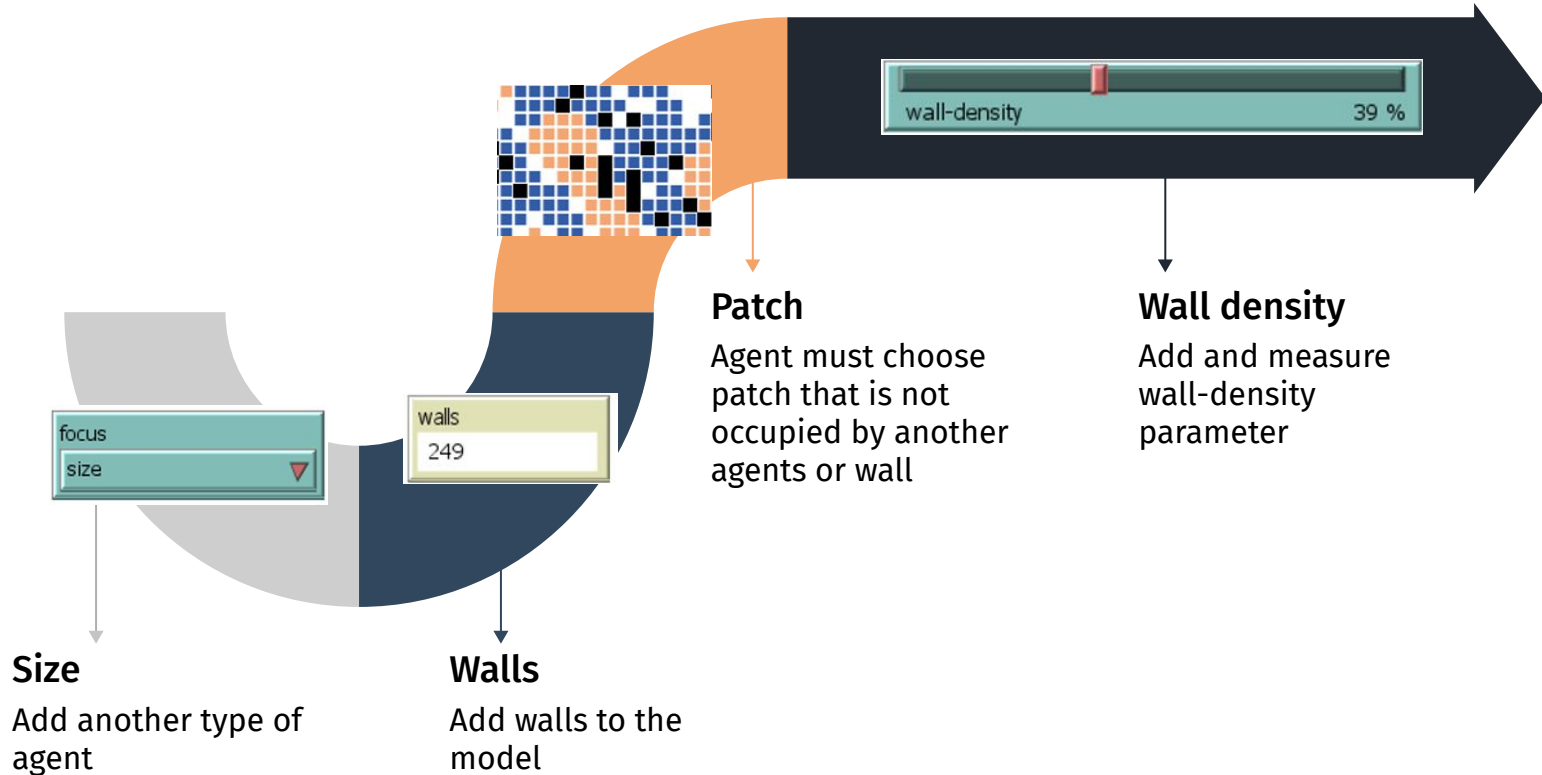 wall-density 39 %
focus
size
walls
249
Patch
Agent must choose
patch that is not
occupied by another
agents or wall
Wall density
Add and measure
wall-density
parameter
Size
Add another type of
agent
Walls
Add walls to the
model